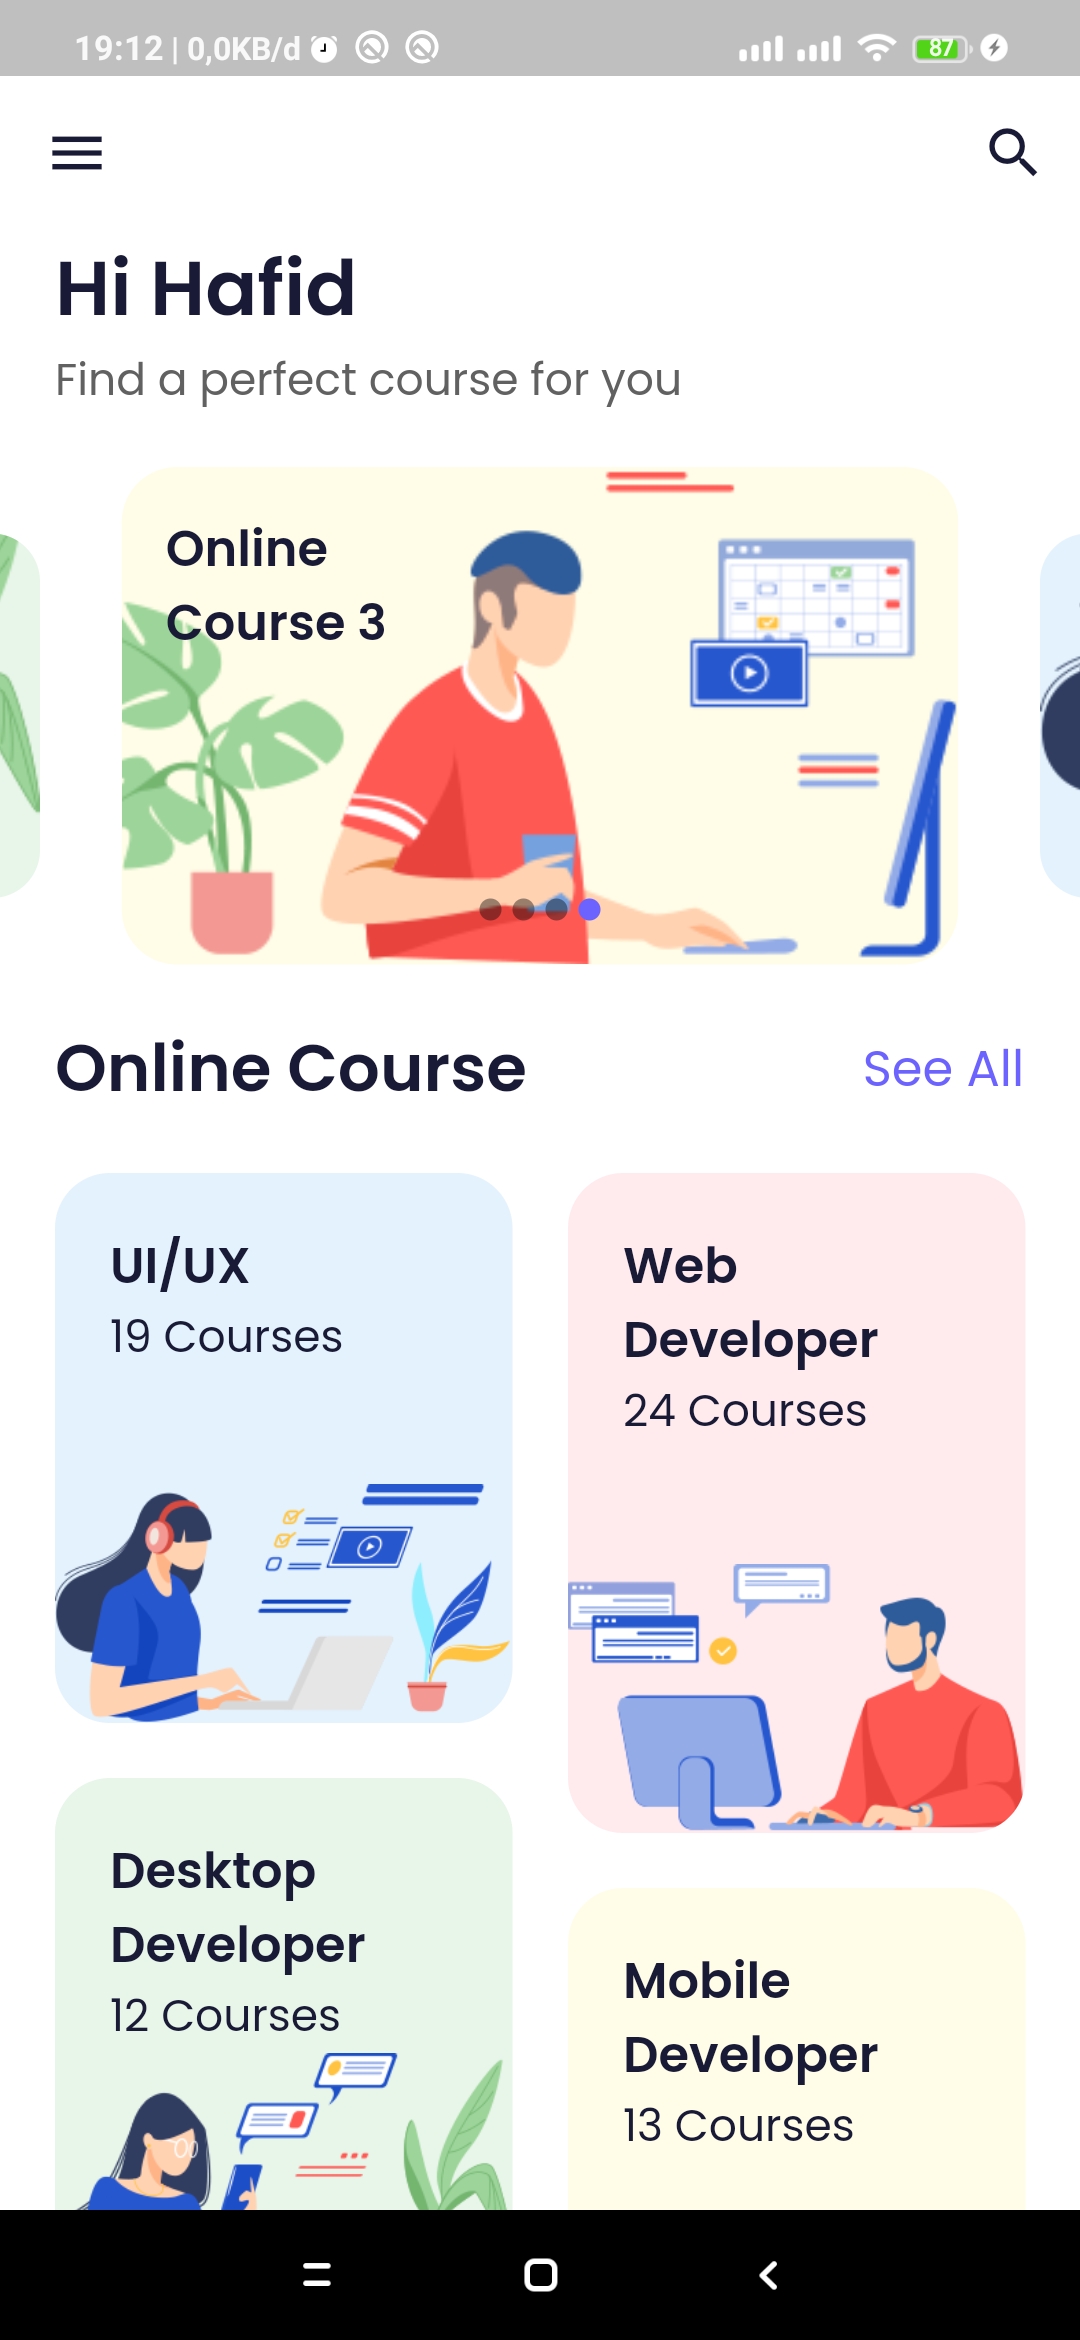 19:12 | 0,0KB/d
87
Hi Hafid
Find a perfect course for you
Online
Course 3
Online Course
See All
UI/UX
19 Courses
Web
Developer
24 Courses
Desktop
Developer
12 Courses
Mobile
Developer
13 Courses